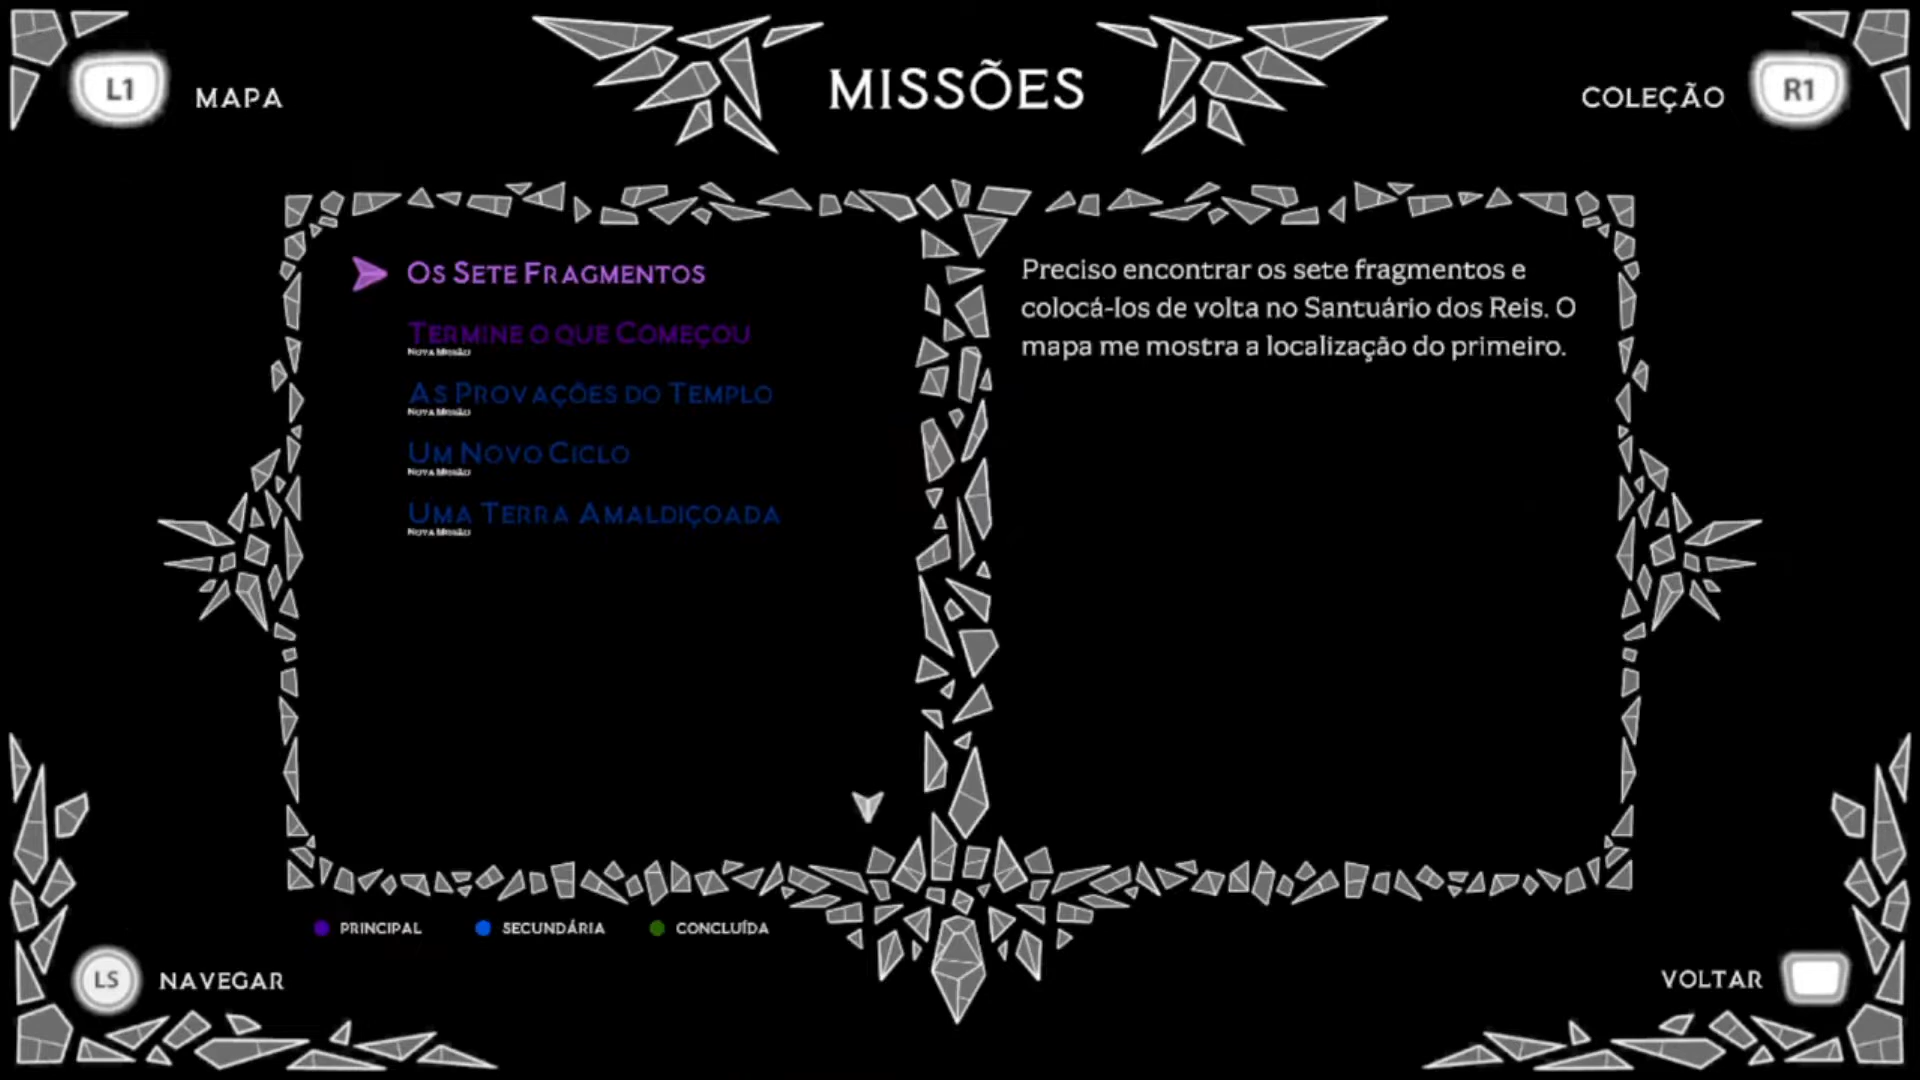 L1 MAPA
MISSÕES
COLEÇÃO R1
Os Sete Fragmentos
Termine o que Começou
Nova Missão
As Provações do Templo
Nova Missão
Um Novo Ciclo
Nova Missão
Uma Terra Amaldiçoada
Nova Missão
Preciso encontrar os sete fragmentos e
colocá-los de volta no Santuário dos Reis. O
mapa me mostra a localização do primeiro.
PRINCIPAL SECUNDÁRIA CONCLUÍDA
LS NAVEGAR
VOLTAR